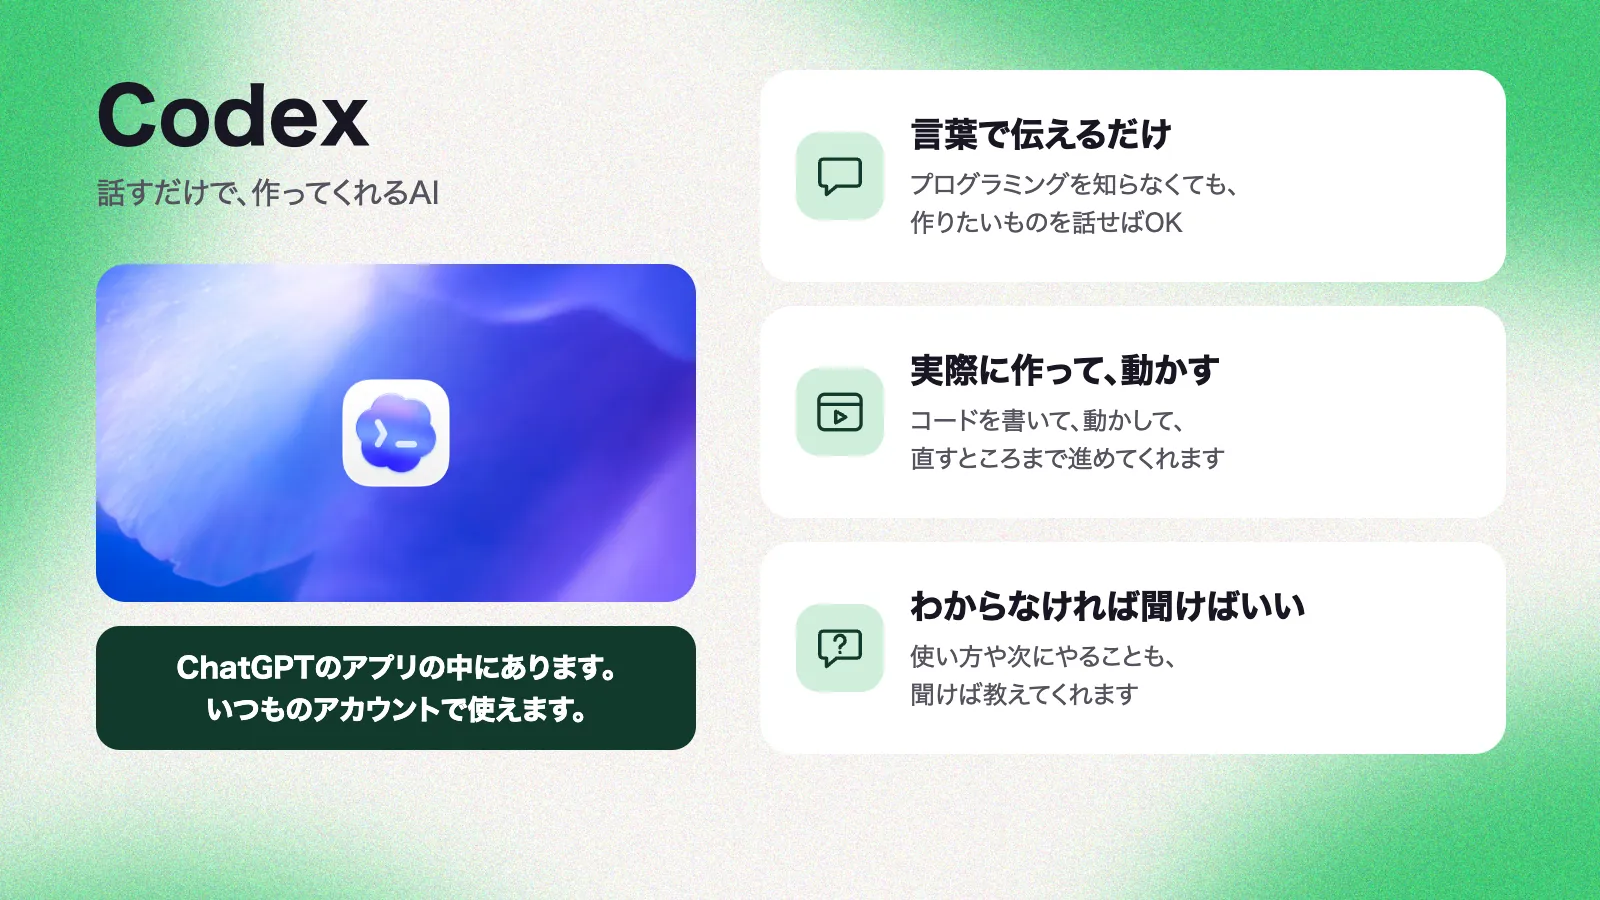 Codex
話すだけで、作ってくれるAI
ChatGPTのアプリの中にあります。
いつものアカウントで使えます。
言葉で伝えるだけ
プログラミングを知らなくても、
作りたいものを話せばOK
実際に作って、動かす
コードを書いて、動かして、
直すところまで進めてくれます
わからなければ聞けばいい
使い方や次にやることも、
聞けば教えてくれます